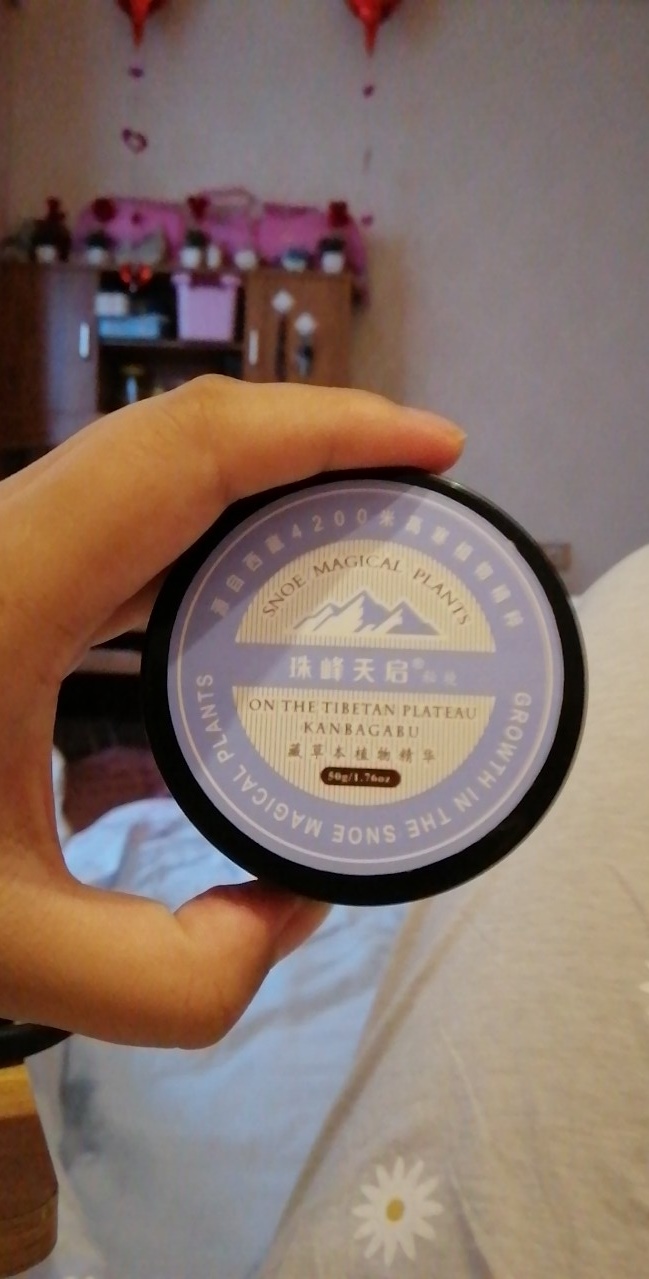 源自西藏4200米高寒植物精粹
SNOE MAGICAL PLANTS
珠峰天启®
ON THE TIBETAN PLATEAU
KANBAGABU
藏草本植物精华
50g/1.76oz
GROWTH IN THE SNOE MAGICAL PLANTS